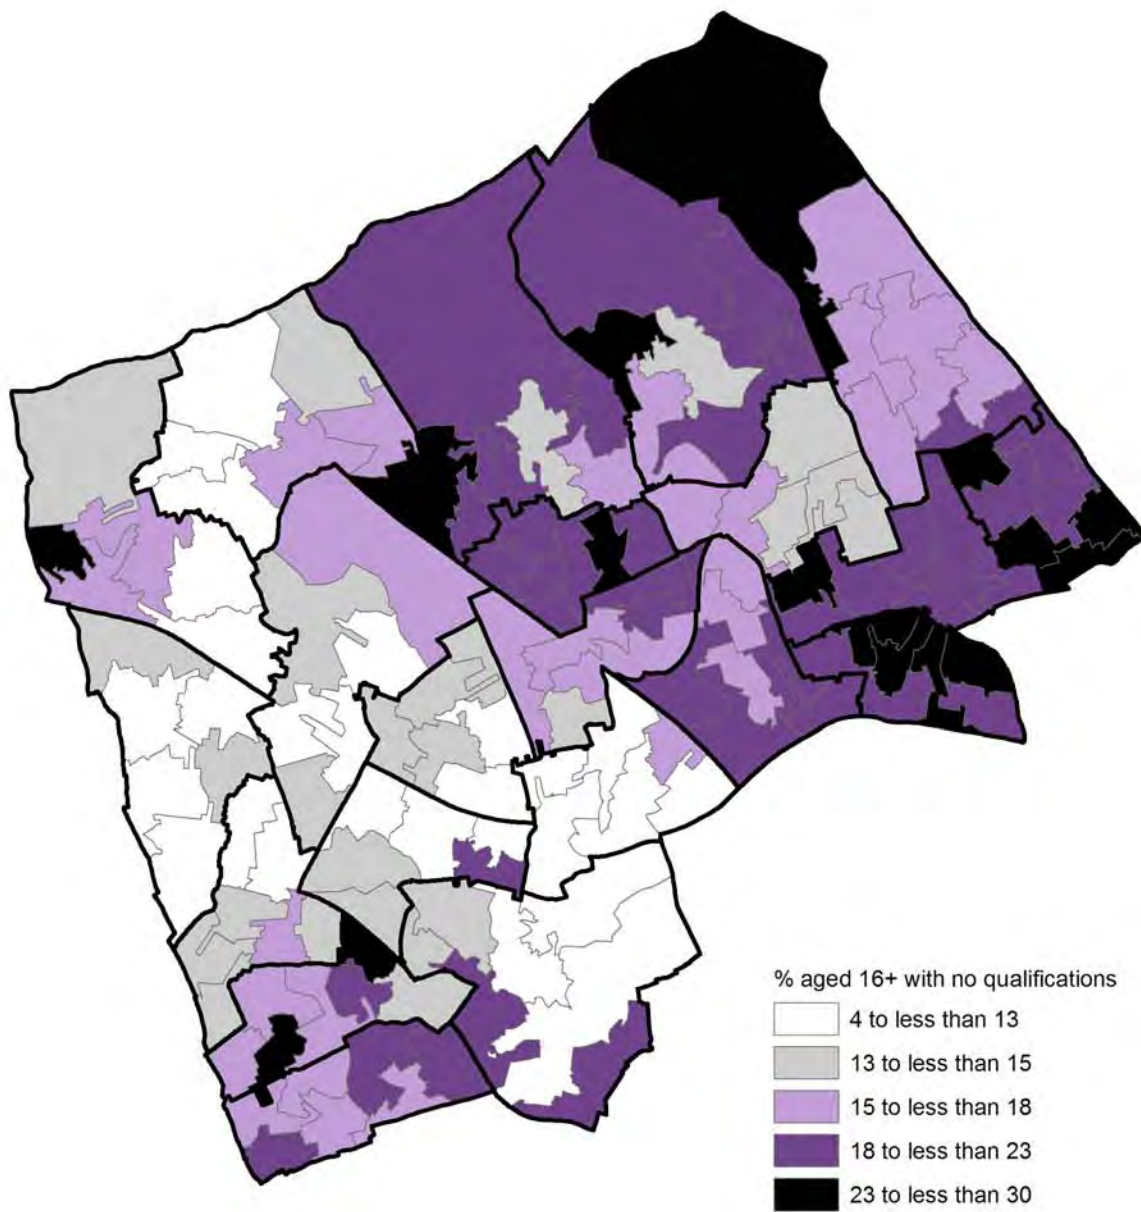 % aged 16+ with no qualifications
4 to less than 13
13 to less than 15
15 to less than 18
18 to less than 23
23 to less than 30